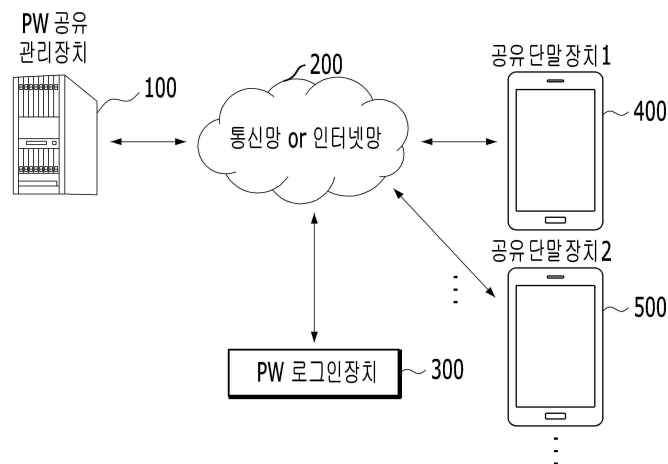 PW 공유
관리장치
100
200
통신망 or 인터넷망
공유 단말 장치1
400
공유 단말 장치2
500
PW 로그인장치
300